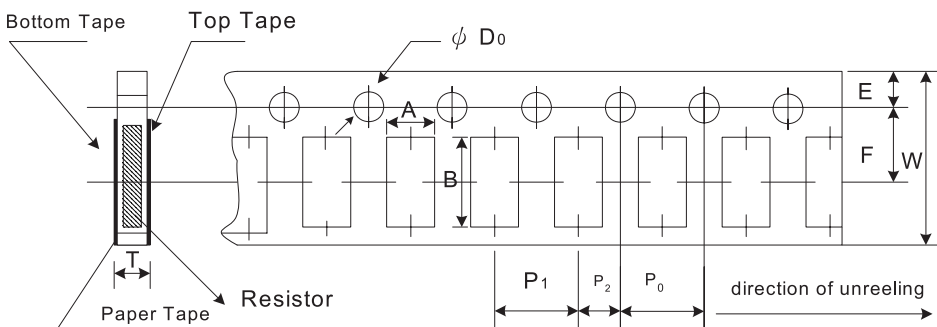 Bottom Tape
Top Tape
ϕ D0
E
A
F
W
B
T
P1
P2
P0
Resistor
direction of unreeling
Paper Tape